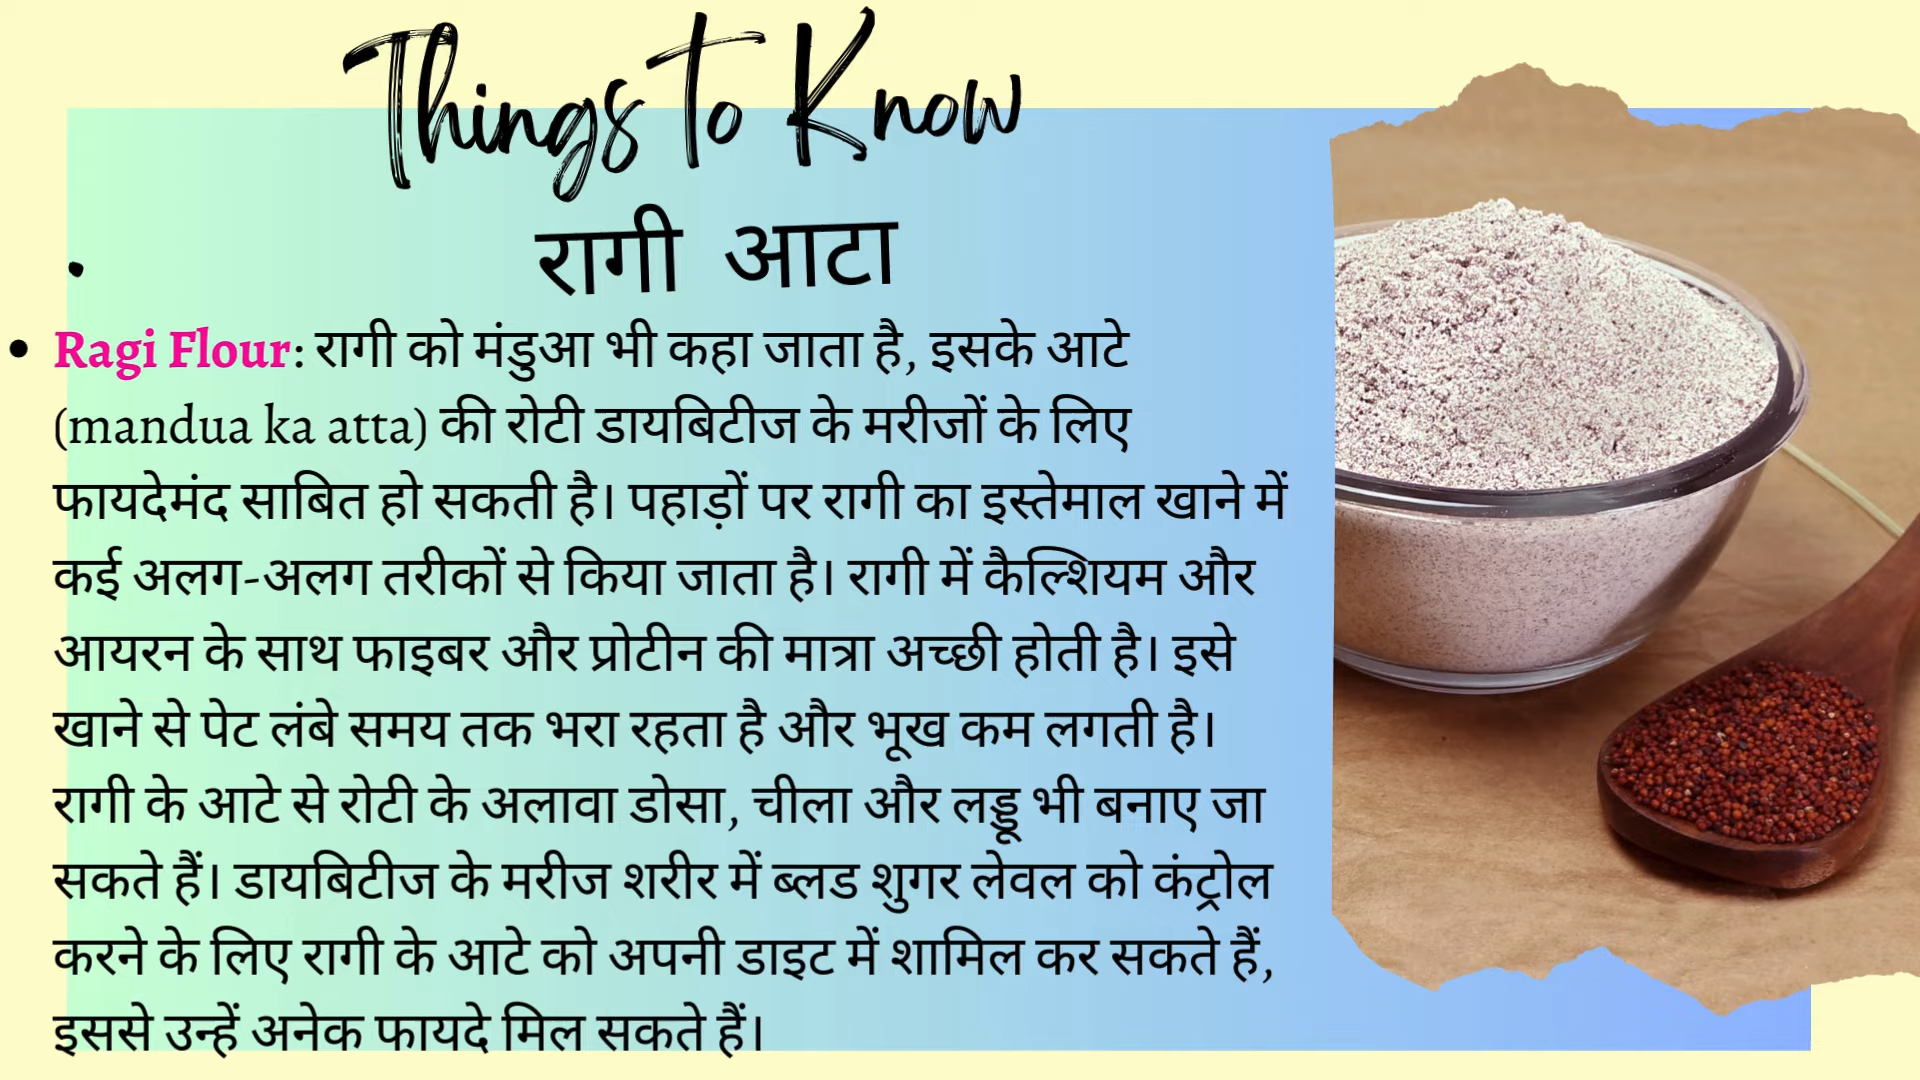 Things To Know
रागी आटा
• Ragi Flour: रागी को मंडुआ भी कहा जाता है, इसके आटे
(mandua ka atta) की रोटी डायबिटीज के मरीजों के लिए
फायदेमंद साबित हो सकती है। पहाड़ों पर रागी का इस्तेमाल खाने में
कई अलग-अलग तरीकों से किया जाता है। रागी में कैल्शियम और
आयरन के साथ फाइबर और प्रोटीन की मात्रा अच्छी होती है। इसे
खाने से पेट लंबे समय तक भरा रहता है और भूख कम लगती है।
रागी के आटे से रोटी के अलावा डोसा, चीला और लड्डू भी बनाए जा
सकते हैं। डायबिटीज के मरीज शरीर में ब्लड शुगर लेवल को कंट्रोल
करने के लिए रागी के आटे को अपनी डाइट में शामिल कर सकते हैं,
इससे उन्हें अनेक फायदे मिल सकते हैं।